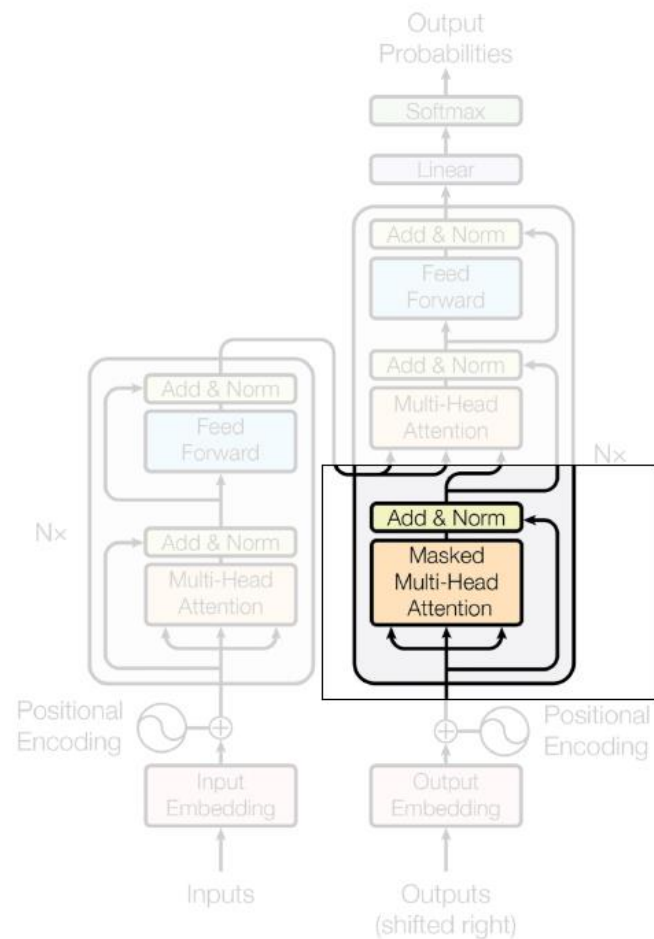 Output
Probabilities
Softmax
Linear
Add & Norm
Feed
Forward
Add & Norm
Multi-Head
Attention
Nx
Add & Norm
Masked
Multi-Head
Attention
Positional
Encoding
Output
Embedding
Outputs
(shifted right)
Add & Norm
Feed
Forward
Nx
Add & Norm
Multi-Head
Attention
Positional
Encoding
Input
Embedding
Inputs